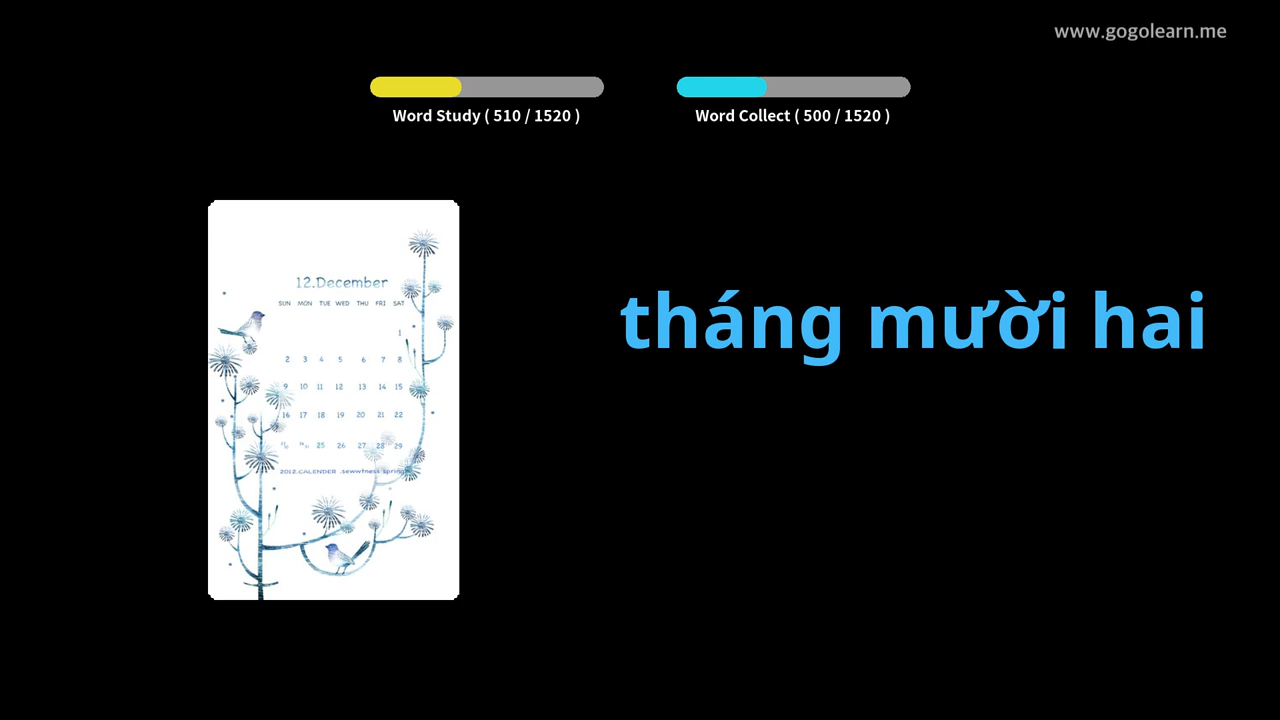 www.gogolearn.me
Word Study ( 510 / 1520 )
Word Collect ( 500 / 1520 )
tháng mười hai
12.December
SUN MON TUE WED THU FRI SAT
1
2 3 4 5 6 7 8
9 10 11 12 13 14 15
16 17 18 19 20 21 22
25 26 27 28 29
2012.CALENDER .sewwtness spring